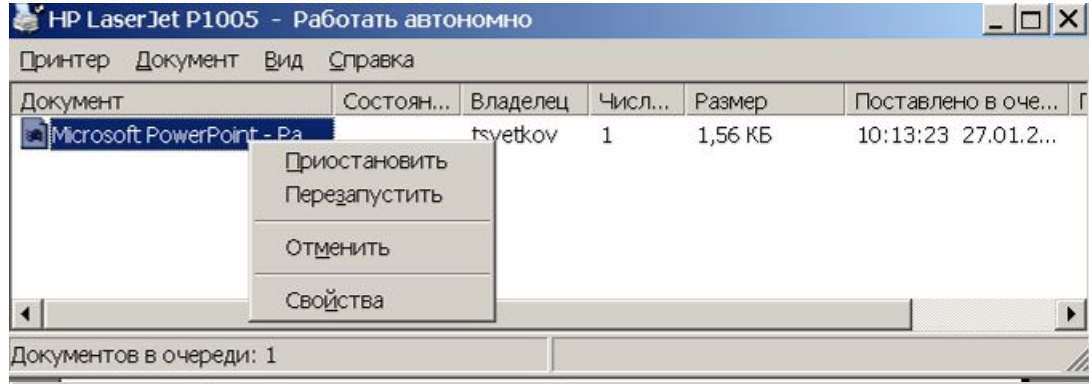 HP LaserJet P1005 - Работать автономно
Принтер Документ Вид Справка
Документ Состоян... Владелец Числ... Размер Поставлено в оче... П
Microsoft PowerPoint - Pa tsvetkov 1 1,56 КБ 10:13:23 27.01.2...
Приостановить
Перезапустить
Отменить
Свойства
Документов в очереди: 1